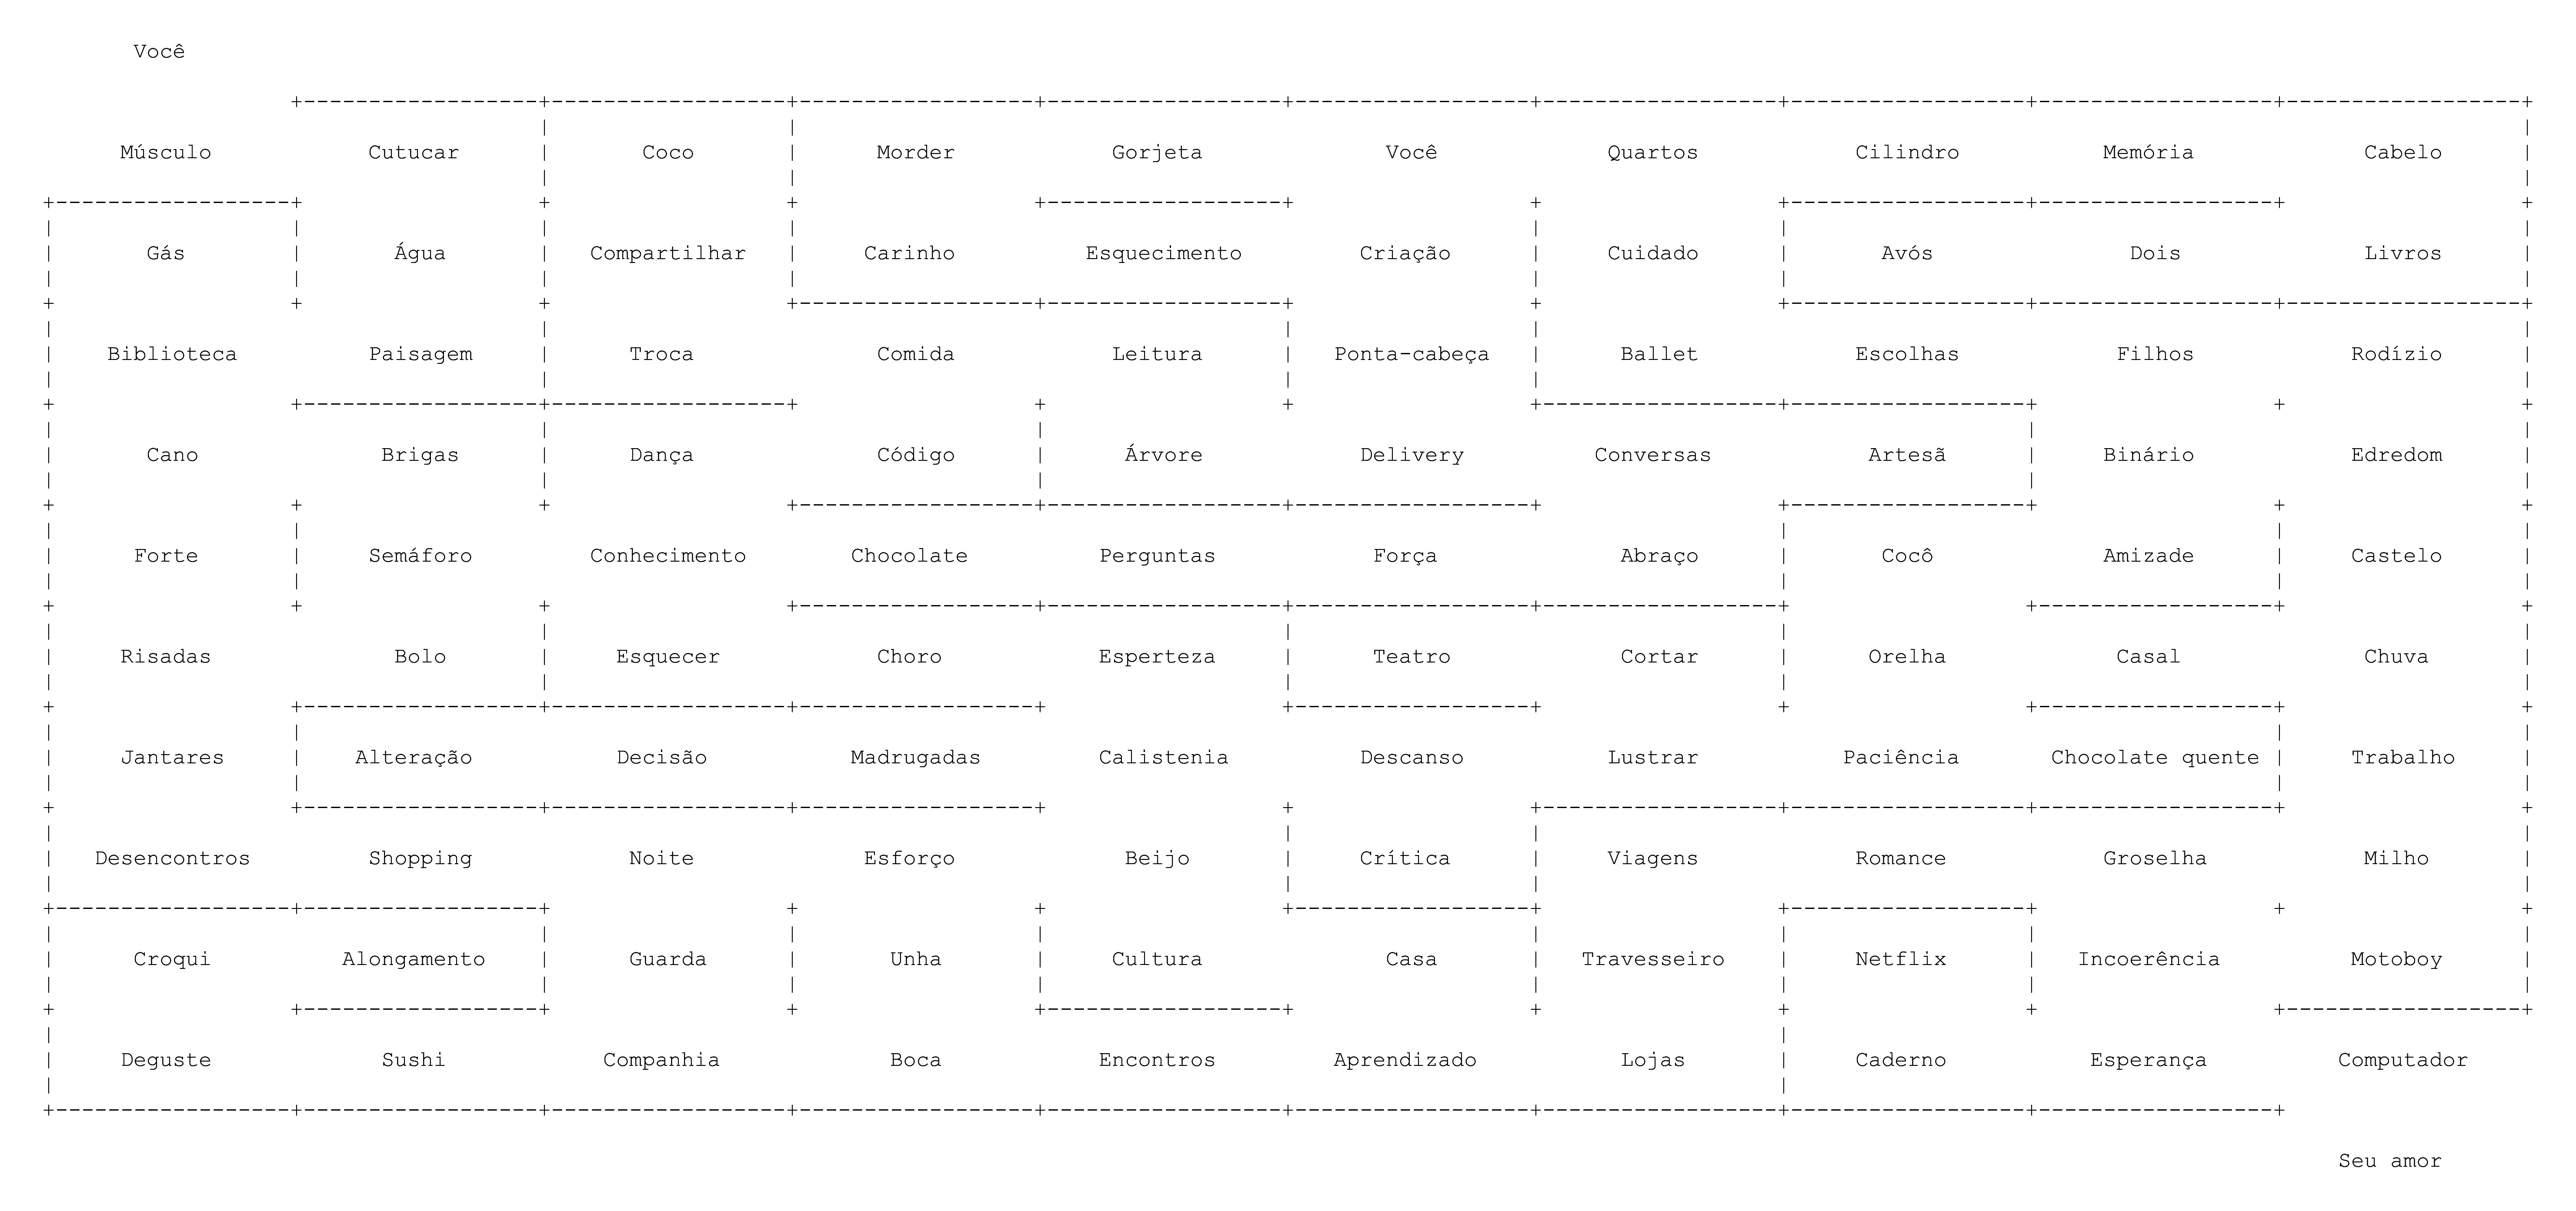 Você
Músculo Cutucar Coco Morder Gorjeta Você Quartos Cilindro Memória Cabelo
Gás Água Compartilhar Carinho Esquecimento Criação Cuidado Avós Dois Livros
Biblioteca Paisagem Troca Comida Leitura Ponta-cabeça Ballet Escolhas Filhos Rodízio
Cano Brigas Dança Código Árvore Delivery Conversas Artesã Binário Edredom
Forte Semáforo Conhecimento Chocolate Perguntas Força Abraço Cocô Amizade Castelo
Risadas Bolo Esquecer Choro Esperteza Teatro Cortar Orelha Casal Chuva
Jantares Alteração Decisão Madrugadas Calistenia Descanso Lustrar Paciência Chocolate quente Trabalho
Desencontros Shopping Noite Esforço Beijo Crítica Viagens Romance Groselha Milho
Croqui Alongamento Guarda Unha Cultura Casa Travesseiro Netflix Incoerência Motoboy
Deguste Sushi Companhia Boca Encontros Aprendizado Lojas Caderno Esperança Computador
Seu amor